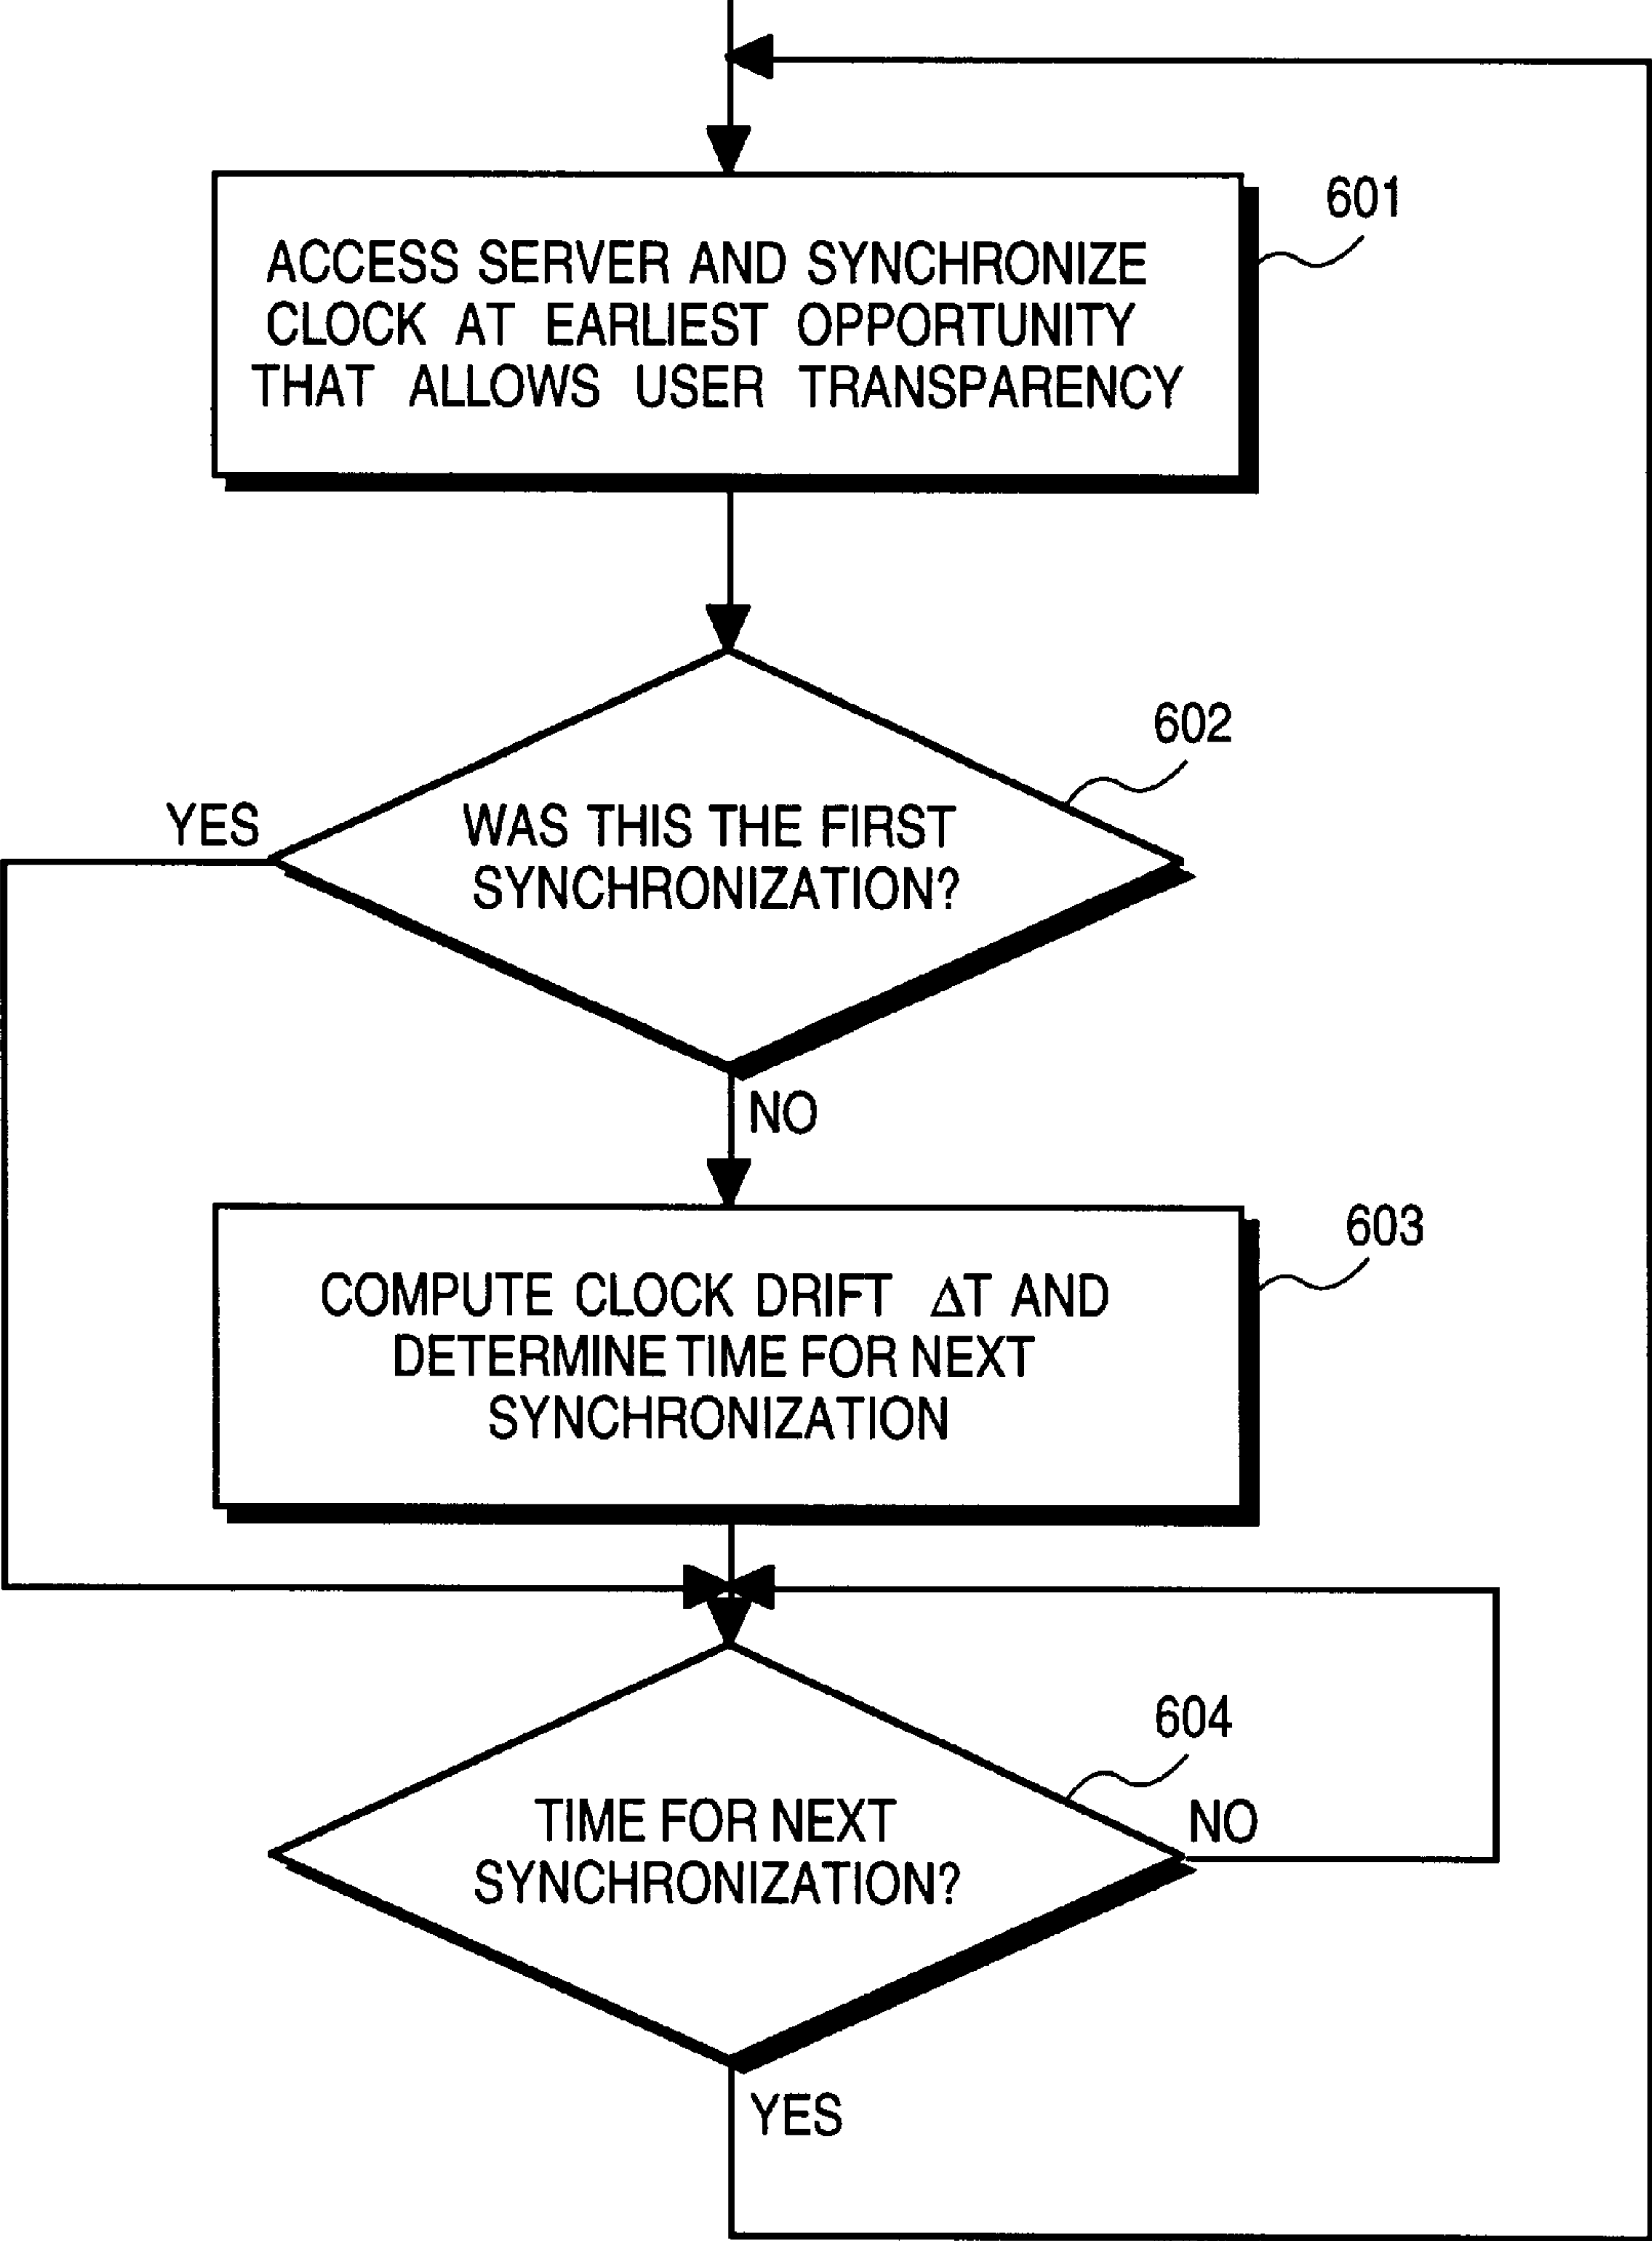 601
ACCESS SERVER AND SYNCHRONIZE
CLOCK AT EARLIEST OPPORTUNITY
THAT ALLOWS USER TRANSPARENCY
602
YES
WAS THIS THE FIRST
SYNCHRONIZATION?
NO
603
COMPUTE CLOCK DRIFT ΔT AND
DETERMINE TIME FOR NEXT
SYNCHRONIZATION
604
TIME FOR NEXT
SYNCHRONIZATION?
NO
YES